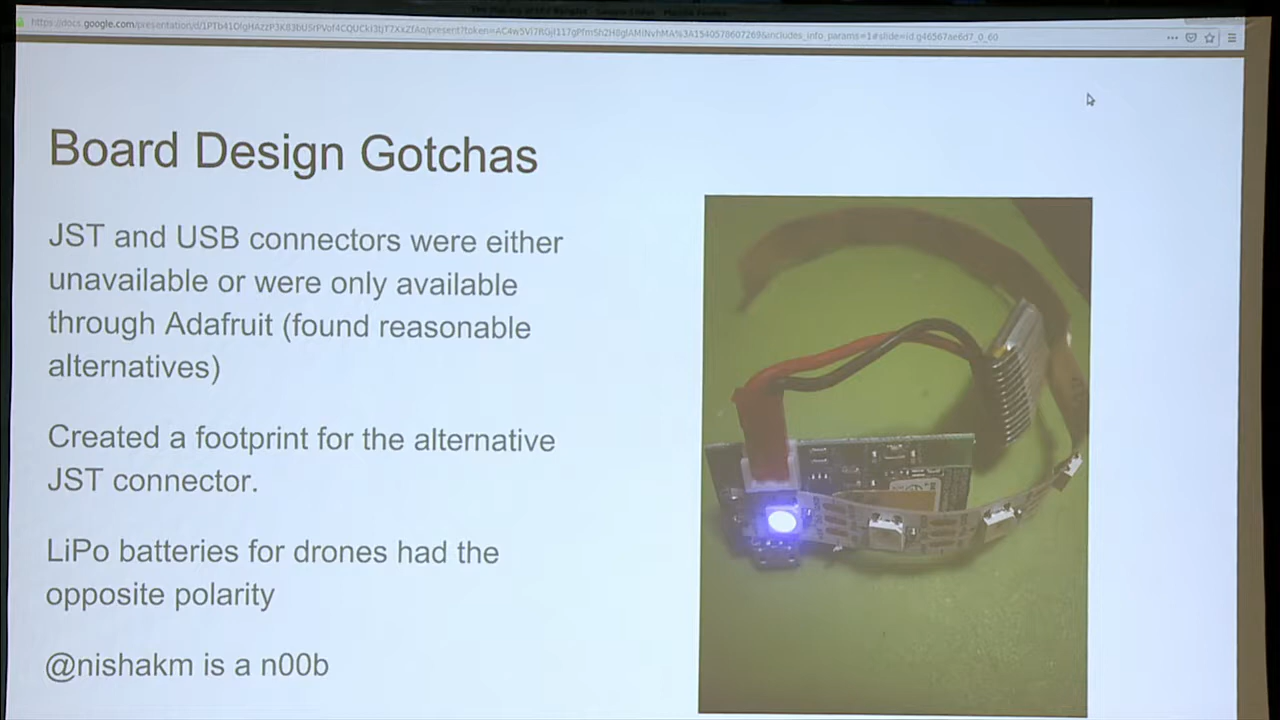 Board Design Gotchas
JST and USB connectors were either
unavailable or were only available
through Adafruit (found reasonable
alternatives)
Created a footprint for the alternative
JST connector.
LiPo batteries for drones had the
opposite polarity
@nishakm is a n00b